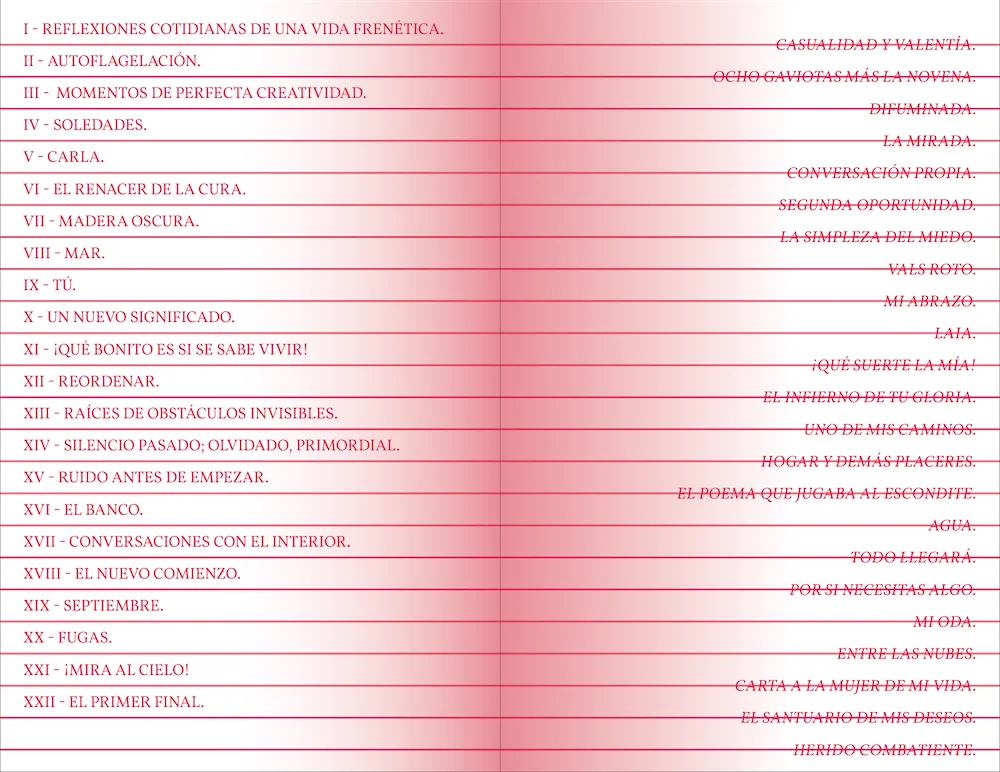 I - REFLEXIONES COTIDIANAS DE UNA VIDA FRENÉTICA.
II - AUTOFLAGELACIÓN.
III - MOMENTOS DE PERFECTA CREATIVIDAD.
IV - SOLEDADES.
V - CARLA.
VI - EL RENACER DE LA CURA.
VII - MADERA OSCURA.
VIII - MAR.
IX - TÚ.
X - UN NUEVO SIGNIFICADO.
XI - ¡QUÉ BONITO ES SI SE SABE VIVIR!
XII - REORDENAR.
XIII - RAÍCES DE OBSTÁCULOS INVISIBLES.
XIV - SILENCIO PASADO; OLVIDADO, PRIMORDIAL.
XV - RUIDO ANTES DE EMPEZAR.
XVI - EL BANCO.
XVII - CONVERSACIONES CON EL INTERIOR.
XVIII - EL NUEVO COMIENZO.
XIX - SEPTIEMBRE.
XX - FUGAS.
XXI - ¡MIRA AL CIELO!
XXII - EL PRIMER FINAL.
CASUALIDAD Y VALENTÍA.
OCHO GAVIOTAS MÁS LA NOVENA.
DIFUMINADA.
LA MIRADA.
CONVERSACIÓN PROPIA.
SEGUNDA OPORTUNIDAD.
LA SIMPLEZA DEL MIEDO.
VALS ROTO.
MI ABRAZO.
LAIA.
¡QUÉ SUERTE LA MÍA!
EL INFIERNO DE TU GLORIA.
UNO DE MIS CAMINOS.
HOGAR Y DEMÁS PLACERES.
EL POEMA QUE JUGABA AL ESCONDITE.
AGUA.
TODO LLEGARÁ.
POR SI NECESITAS ALGO.
MI ODA.
ENTRE LAS NUBES.
CARTA A LA MUJER DE MI VIDA.
EL SANTUARIO DE MIS DESEOS.
HERIDO COMBATIENTE.